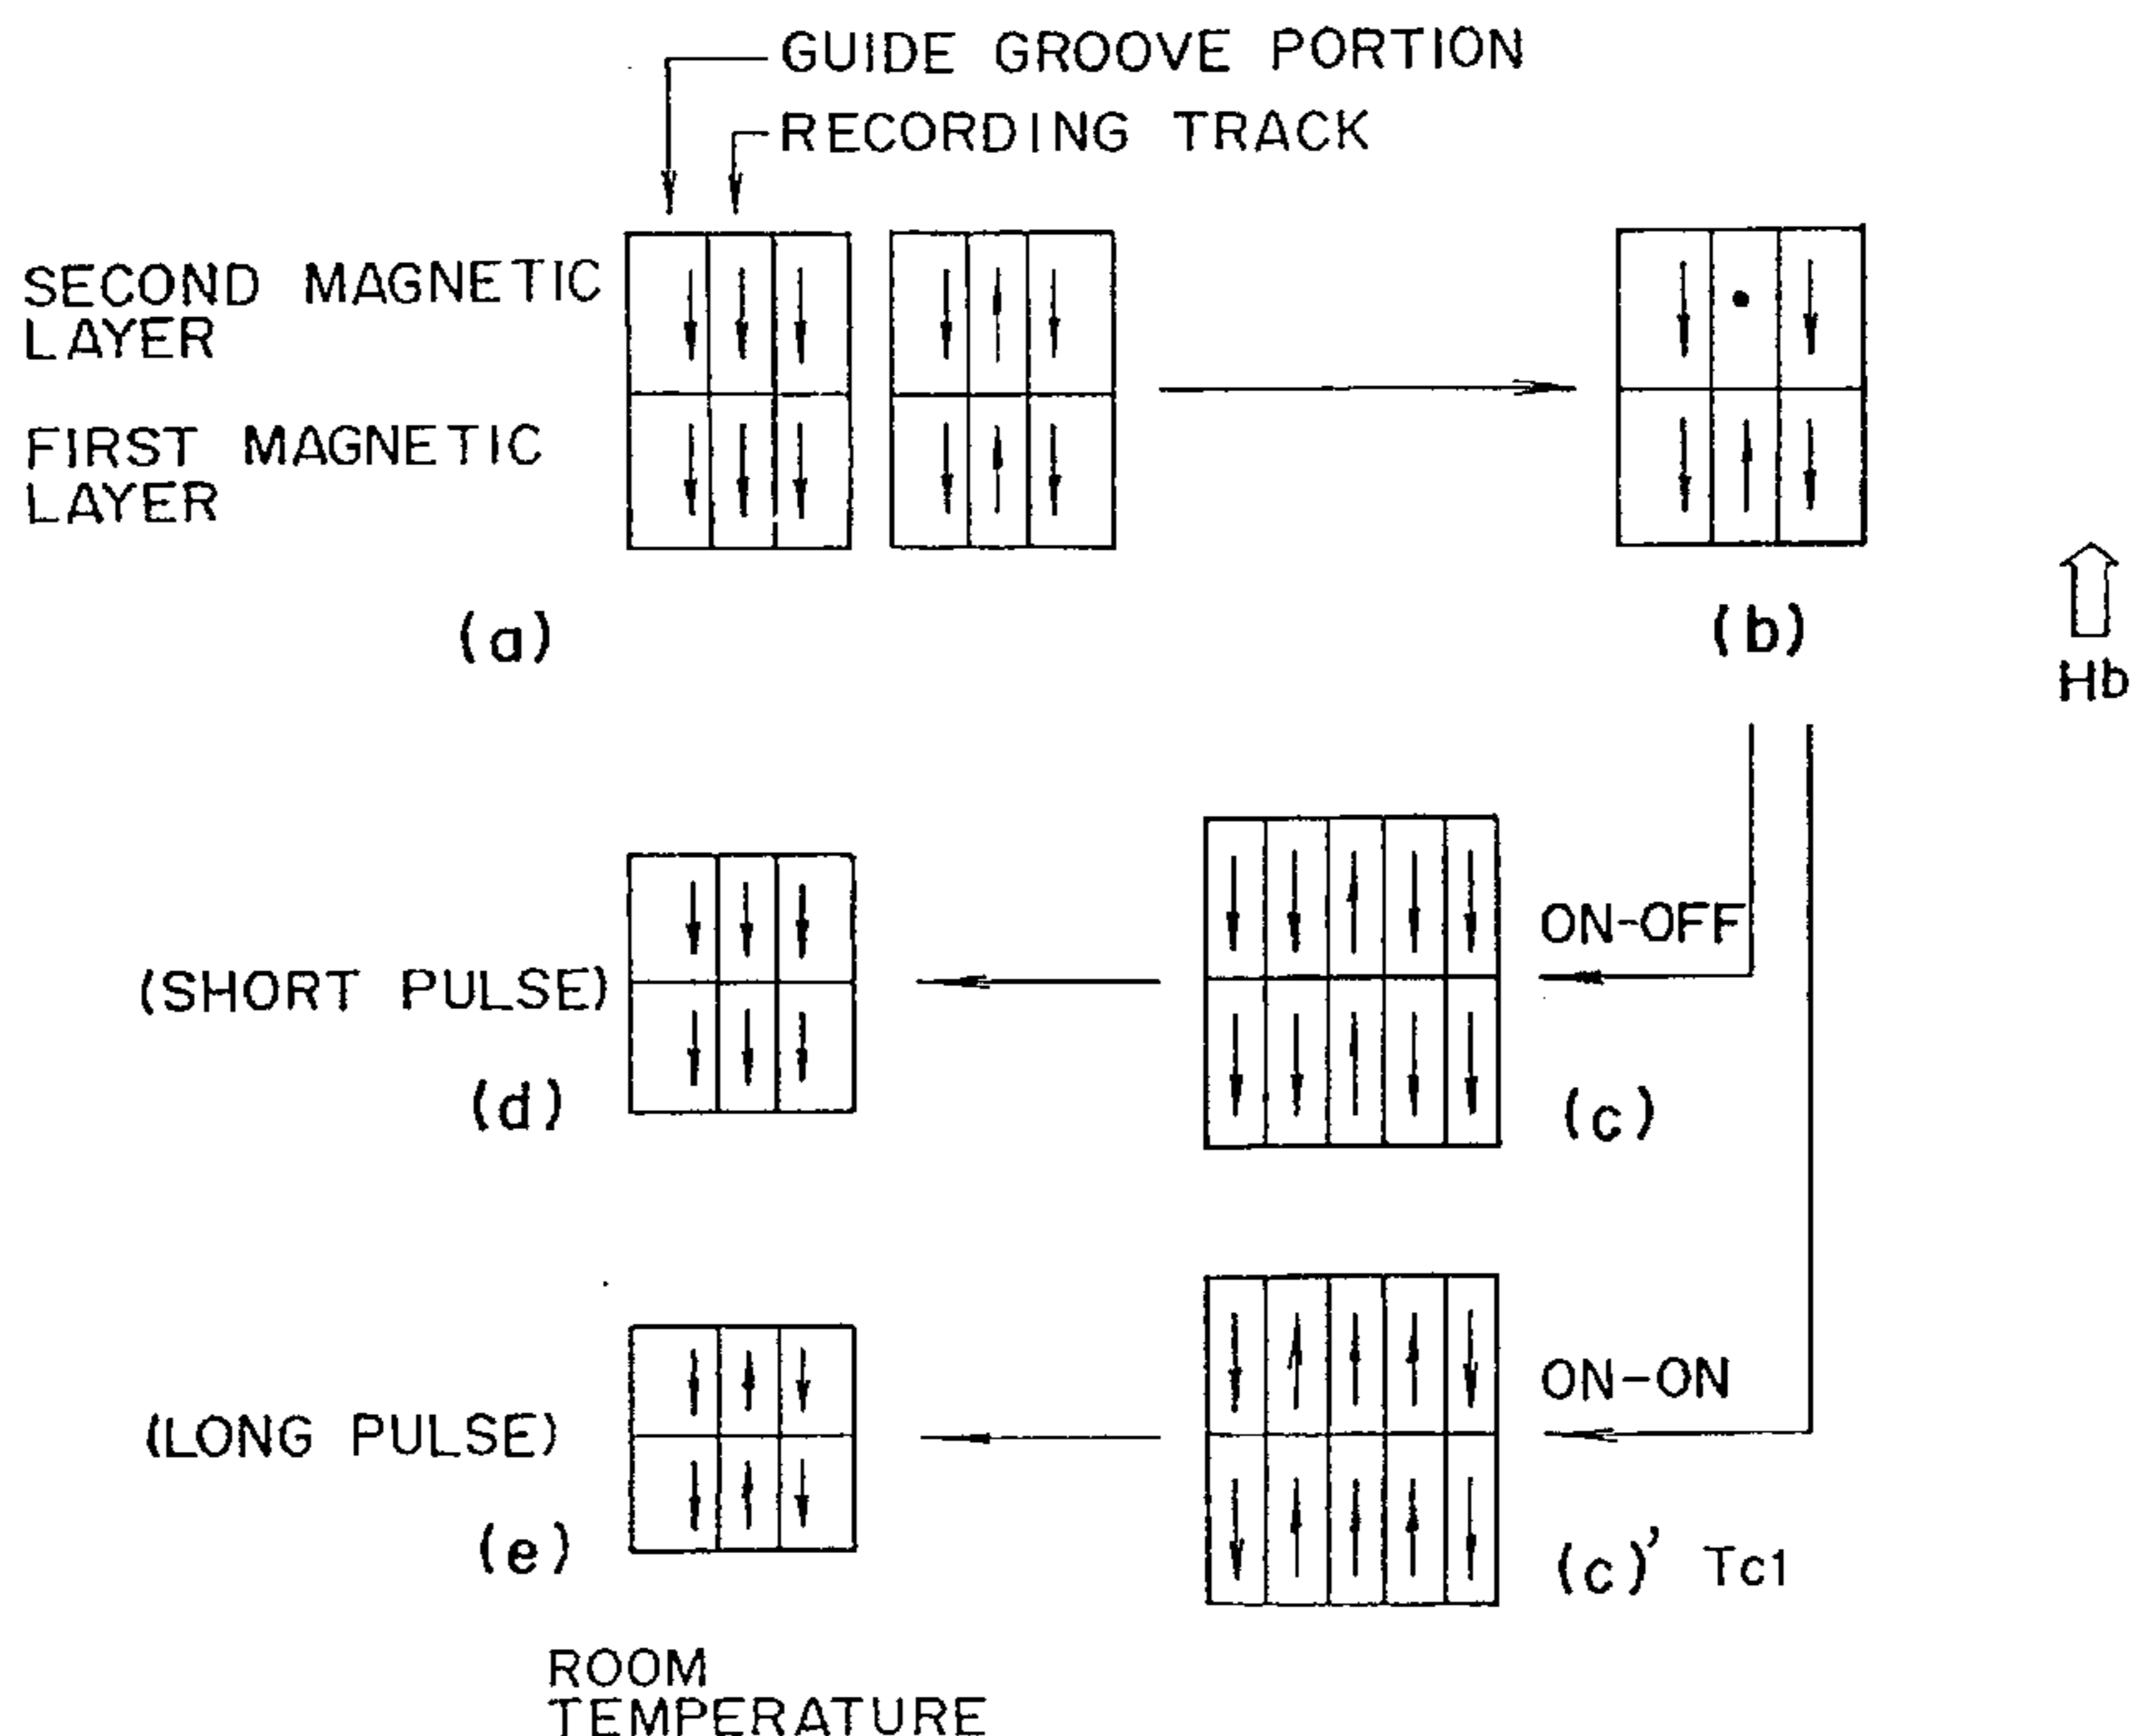 GUIDE GROOVE PORTION
RECORDING TRACK
SECOND MAGNETIC
LAYER
FIRST MAGNETIC
LAYER
(a)
(b)
Hb
ON-OFF
(SHORT PULSE)
(d)
(c)
ON-ON
(LONG PULSE)
(e)
(c)' Tc1
ROOM
TEMPERATURE